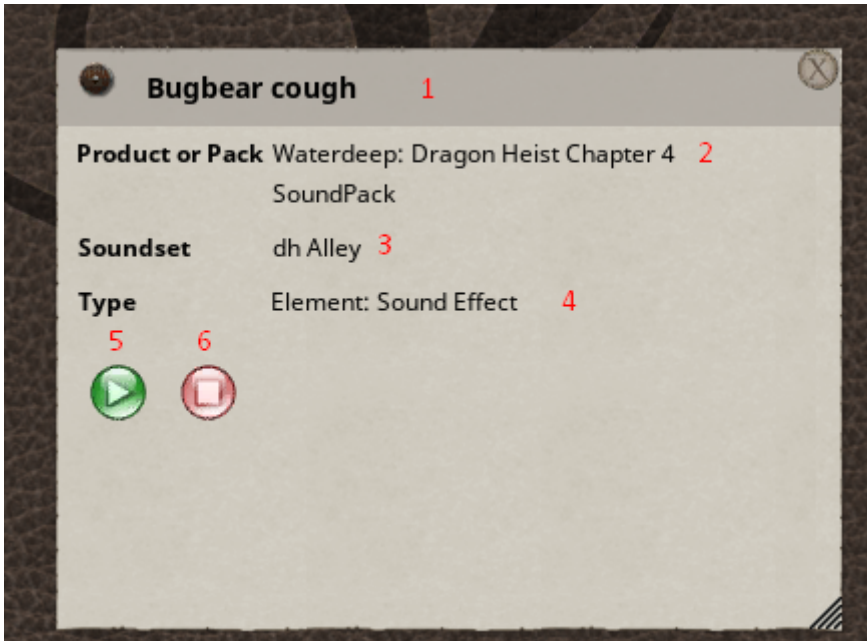 Bugbear cough 1
X
Product or Pack Waterdeep: Dragon Heist Chapter 4 2
SoundPack
Soundset dh Alley 3
Type Element: Sound Effect 4
5 6